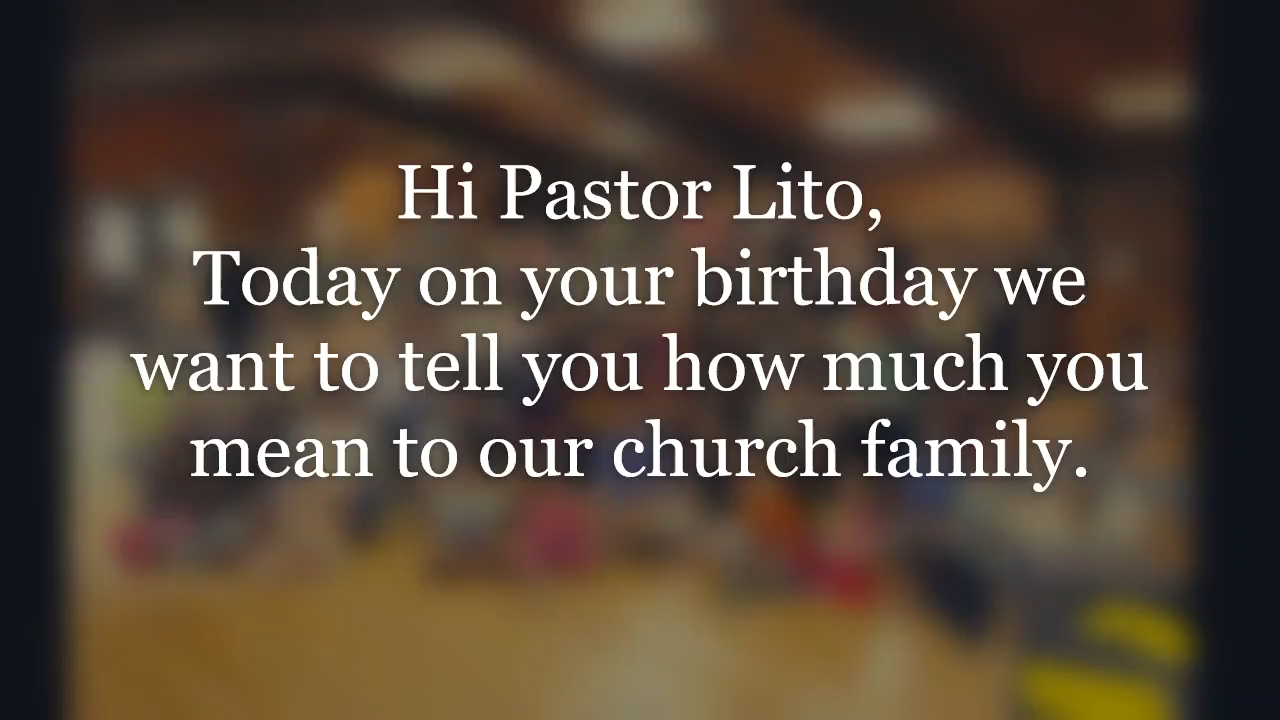 Hi Pastor Lito,
Today on your birthday we
want to tell you how much you
mean to our church family.